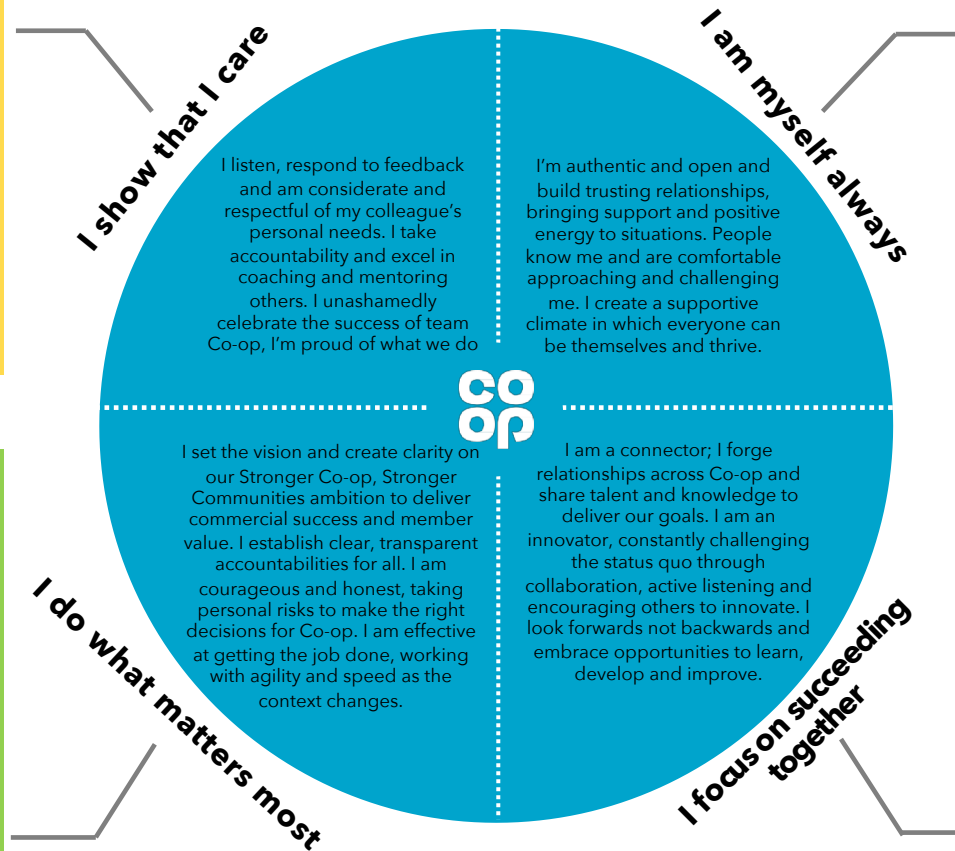 I show that I care
I am myself always
I listen, respond to feedback
and am considerate and
respectful of my colleague's
personal needs. I take
accountability and excel in
coaching and mentoring
others. I unashamedly
celebrate the success of team
Co-op, I'm proud of what we do
I'm authentic and open and
build trusting relationships,
bringing support and positive
energy to situations. People
know me and are comfortable
approaching and challenging
me. I create a supportive
climate in which everyone can
be themselves and thrive.
co
op
I set the vision and create clarity on
our Stronger Co-op, Stronger
Communities ambition to deliver
commercial success and member
value. I establish clear, transparent
accountabilities for all. I am
courageous and honest, taking
personal risks to make the right
decisions for Co-op. I am effective
at getting the job done, working
with agility and speed as the
context changes.
I am a connector; I forge
relationships across Co-op and
share talent and knowledge to
deliver our goals. I am an
innovator, constantly challenging
the status quo through
collaboration, active listening and
encouraging others to innovate. I
look forwards not backwards and
embrace opportunities to learn,
develop and improve.
I do what matters most
I focus on succeeding
together